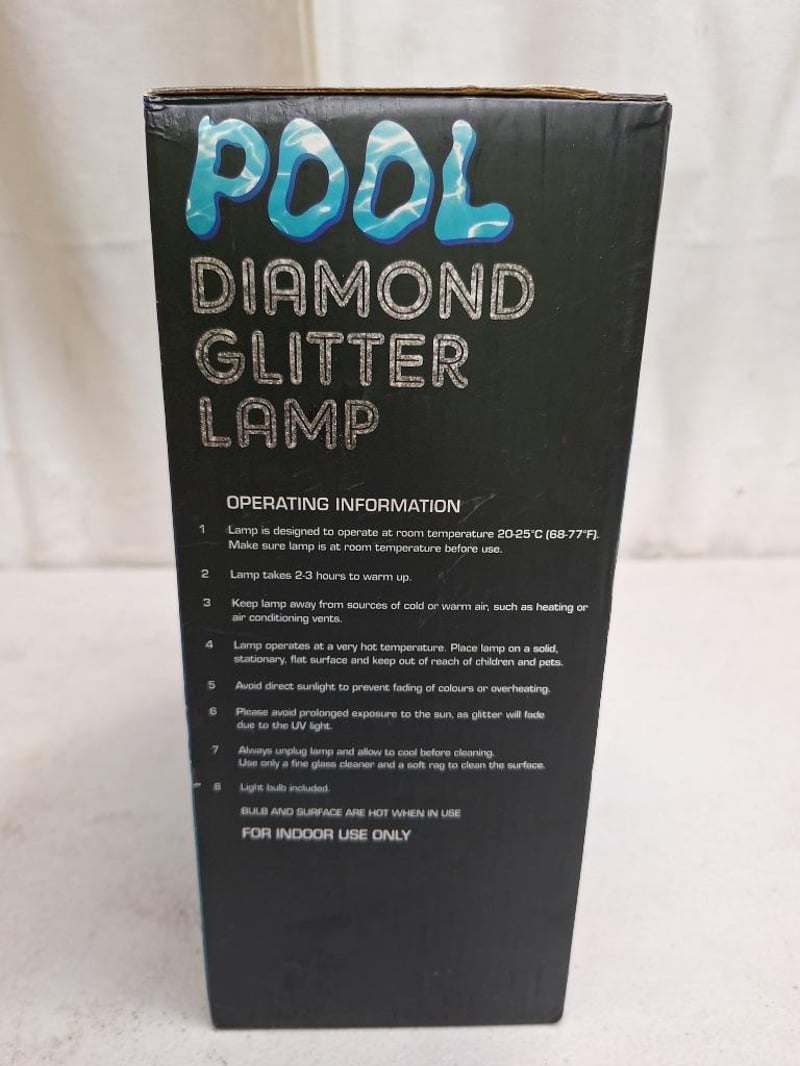 POOL
DIAMOND
GLITTER
LAMP
OPERATING INFORMATION
1 Lamp is designed to operate at room temperature 20-25°C (68-77°F).
Make sure lamp is at room temperature before use.
2 Lamp takes 2-3 hours to warm up.
3 Keep lamp away from sources of cold or warm air, such as heating or
air conditioning vents.
4 Lamp operates at a very hot temperature. Place lamp on a solid,
stationary, flat surface and keep out of reach of children and pets.
5 Avoid direct sunlight to prevent fading of colours or overheating.
6 Please avoid prolonged exposure to the sun, as glitter will fade
due to the UV light.
7 Always unplug lamp and allow to cool before cleaning.
Use only a fine glass cleaner and a soft rag to clean the surface.
8 Light bulb included.
BULB AND SURFACE ARE HOT WHEN IN USE
FOR INDOOR USE ONLY